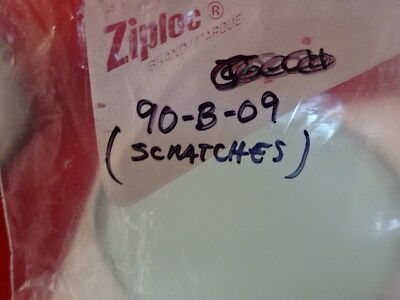 Ziploc®
BRAND/MARQUE
90-B-09
(SCRATCHES)